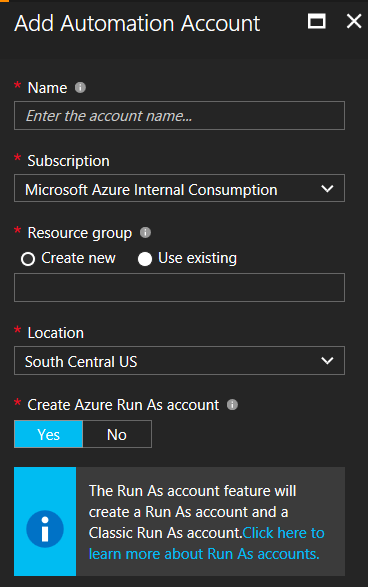 Add Automation Account
* Name
Enter the account name...
* Subscription
Microsoft Azure Internal Consumption
* Resource group
Create new Use existing
* Location
South Central US
* Create Azure Run As account
Yes No
The Run As account feature will
create a Run As account and a
Classic Run As account.Click here to
learn more about Run As accounts.